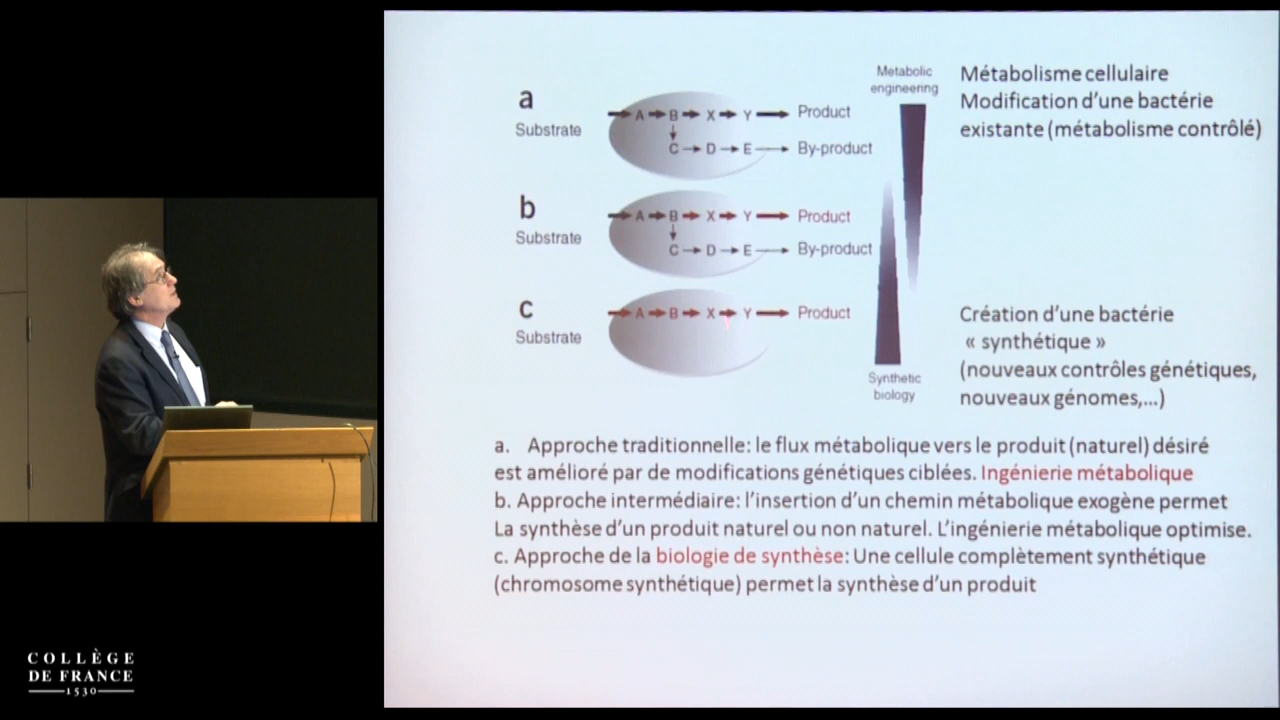 Metabolic
engineering
Métabolisme cellulaire
Modification d'une bactérie
existante (métabolisme contrôlé)
a
Substrate
A B X Y Product
C D E By-product
b
Substrate
A B X Y Product
C D E By-product
c
Substrate
A B X Y Product
Création d'une bactérie
« synthétique »
(nouveaux contrôles génétiques,
nouveaux génomes,...)
Synthetic
biology
a. Approche traditionnelle: le flux métabolique vers le produit (naturel) désiré
est amélioré par de modifications génétiques ciblées. Ingénierie métabolique
b. Approche intermédiaire: l'insertion d'un chemin métabolique exogène permet
La synthèse d'un produit naturel ou non naturel. L'ingénierie métabolique optimise.
c. Approche de la biologie de synthèse: Une cellule complètement synthétique
(chromosome synthétique) permet la synthèse d'un produit
COLLÈGE
DE FRANCE
1530